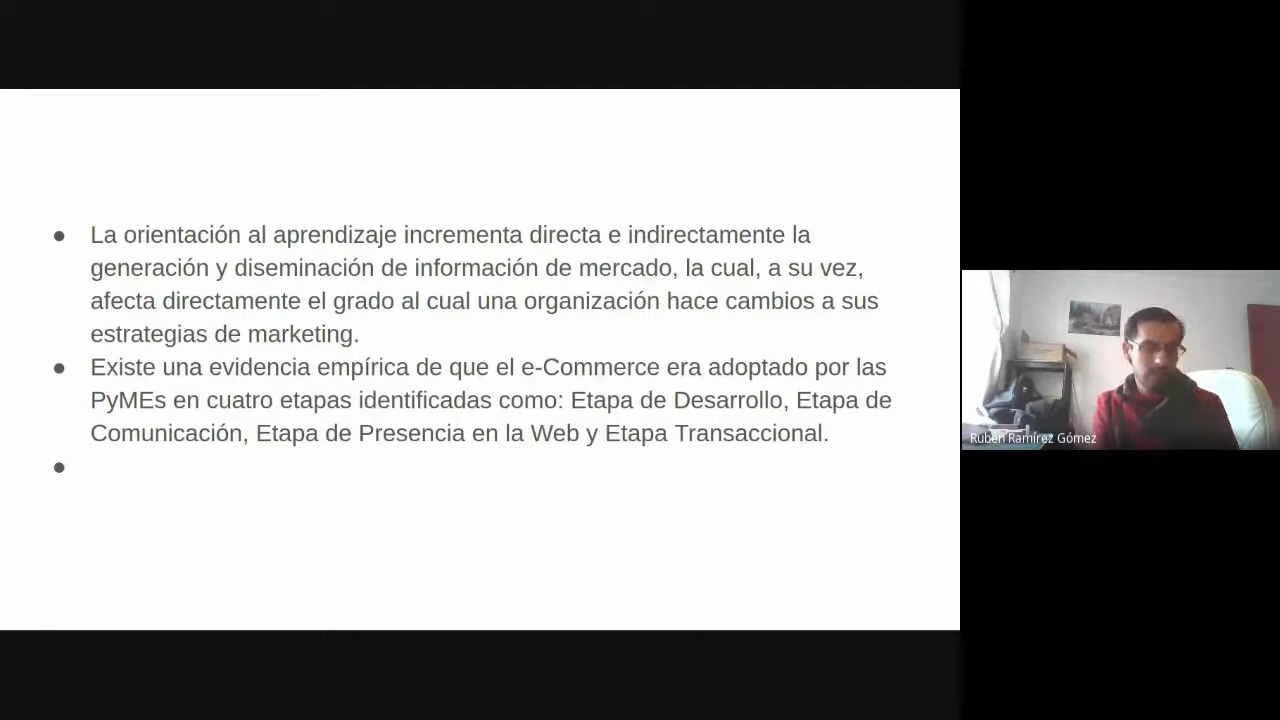 ● La orientación al aprendizaje incrementa directa e indirectamente la
generación y diseminación de información de mercado, la cual, a su vez,
afecta directamente el grado al cual una organización hace cambios a sus
estrategias de marketing.
● Existe una evidencia empírica de que el e-Commerce era adoptado por las
PyMEs en cuatro etapas identificadas como: Etapa de Desarrollo, Etapa de
Comunicación, Etapa de Presencia en la Web y Etapa Transaccional.
●
Rubén Ramírez Gómez